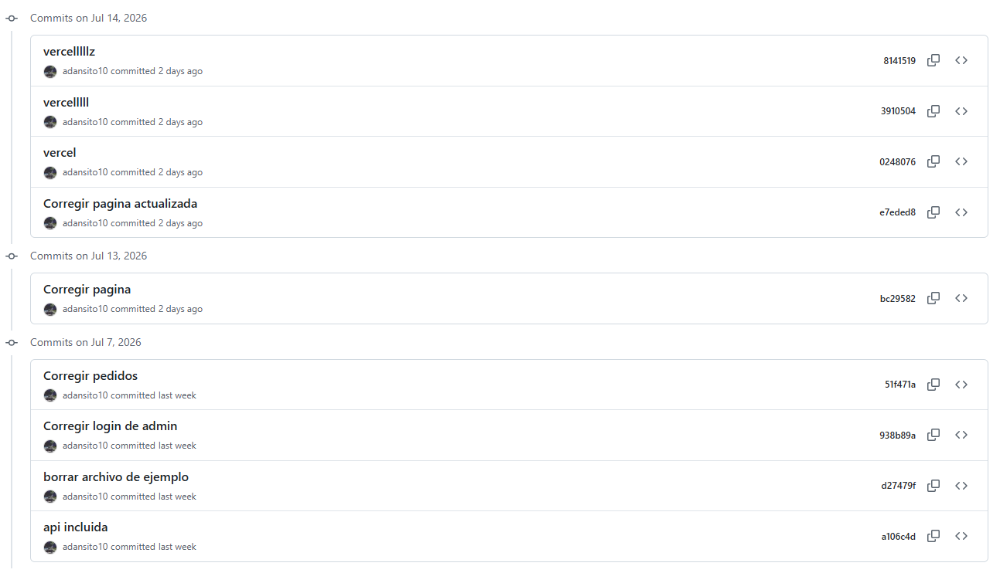 Commits on Jul 14, 2026
vercelllllz
adansito10 committed 2 days ago
8141519
vercelllll
adansito10 committed 2 days ago
3910504
vercel
adansito10 committed 2 days ago
0248076
Corregir pagina actualizada
adansito10 committed 2 days ago
e7eded8
Commits on Jul 13, 2026
Corregir pagina
adansito10 committed 2 days ago
bc29582
Commits on Jul 7, 2026
Corregir pedidos
adansito10 committed last week
51f471a
Corregir login de admin
adansito10 committed last week
938b89a
borrar archivo de ejemplo
adansito10 committed last week
d27479f
api incluida
adansito10 committed last week
a106c4d